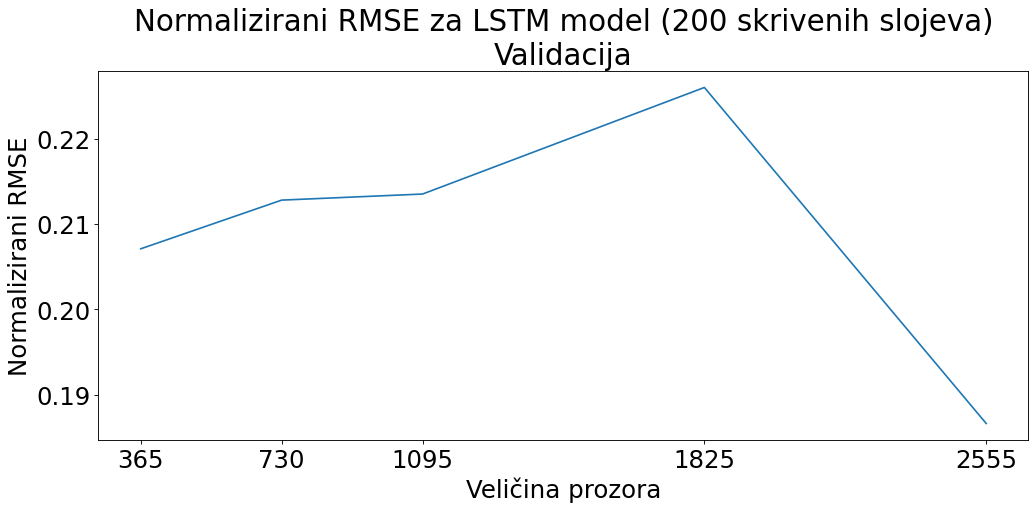 Normalizirani RMSE za LSTM model (200 skrivenih slojeva)
Validacija
Normalizirani RMSE
0.22
0.21
0.20
0.19
365 730 1095 1825 2555
Veličina prozora